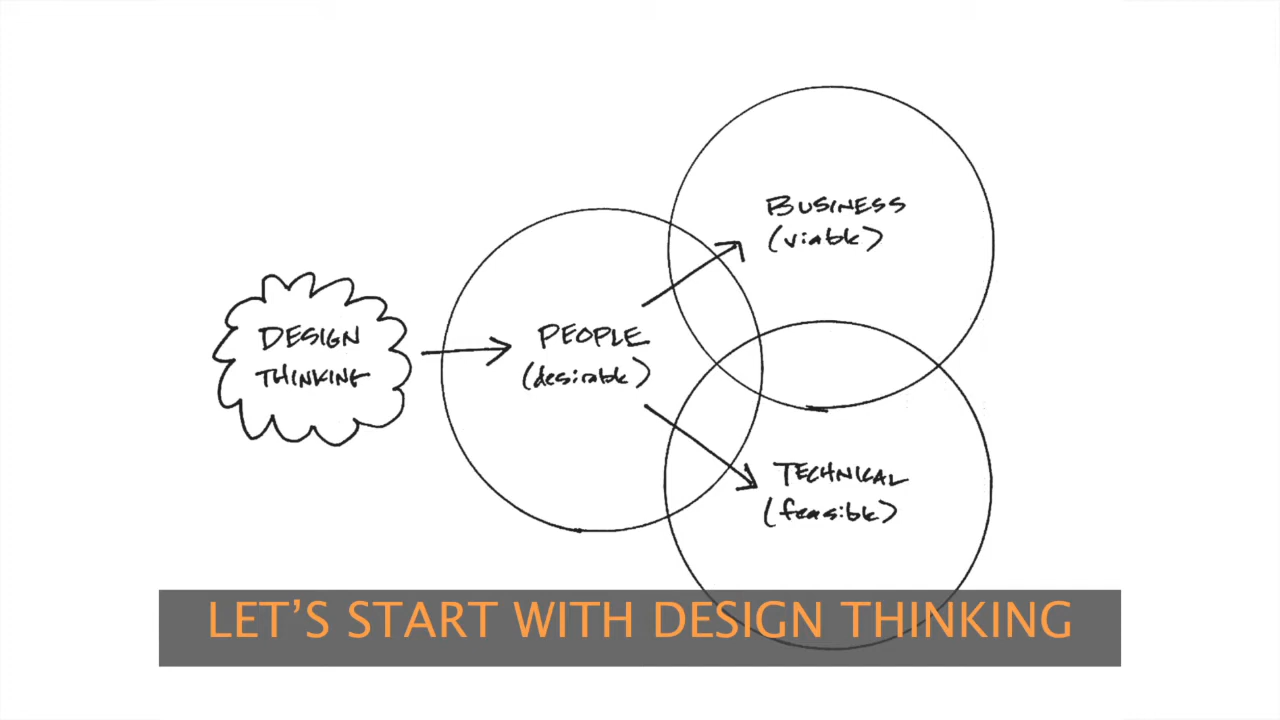 DESIGN
THINKING
PEOPLE
(desirable)
BUSINESS
(viable)
TECHNICAL
(feasible)
LET’S START WITH DESIGN THINKING